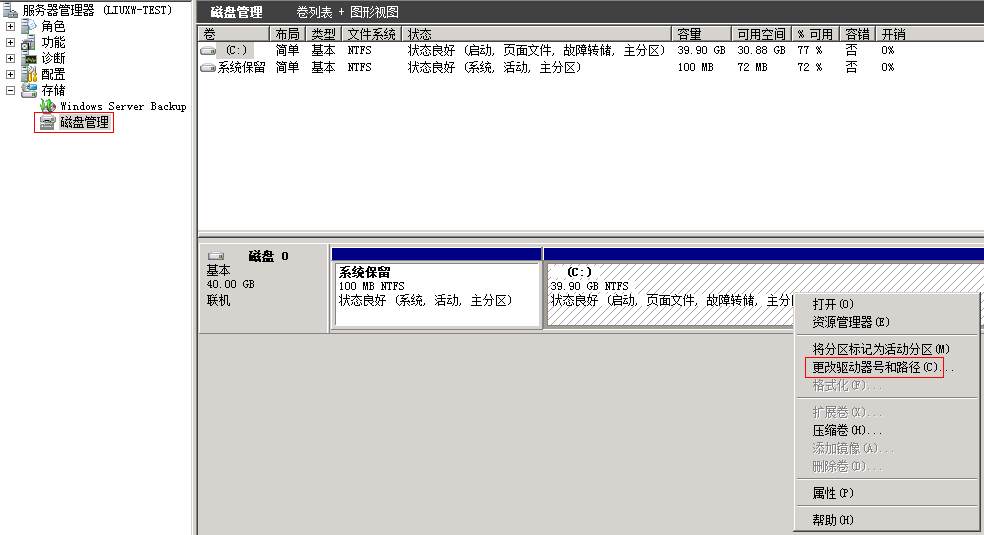 服务器管理器 (LIUXW-TEST)
角色
功能
诊断
配置
存储
Windows Server Backup
磁盘管理
磁盘管理 卷列表 + 图形视图
卷 布局 类型 文件系统 状态 容量 可用空间 % 可用 容错 开销
(C:) 简单 基本 NTFS 状态良好 (启动, 页面文件, 故障转储, 主分区) 39.90 GB 30.88 GB 77 % 否 0%
系统保留 简单 基本 NTFS 状态良好 (系统, 活动, 主分区) 100 MB 72 MB 72 % 否 0%
磁盘 0
基本
40.00 GB
联机
系统保留
100 MB NTFS
状态良好 (系统, 活动, 主分区)
(C:)
39.90 GB NTFS
状态良好 (启动, 页面文件, 故障转储, 主分
打开(O)
资源管理器(E)
将分区标记为活动分区(M)
更改驱动器号和路径(C)...
格式化(F)...
扩展卷(X)...
压缩卷(H)...
添加镜像(A)...
删除卷(D)...
属性(P)
帮助(H)